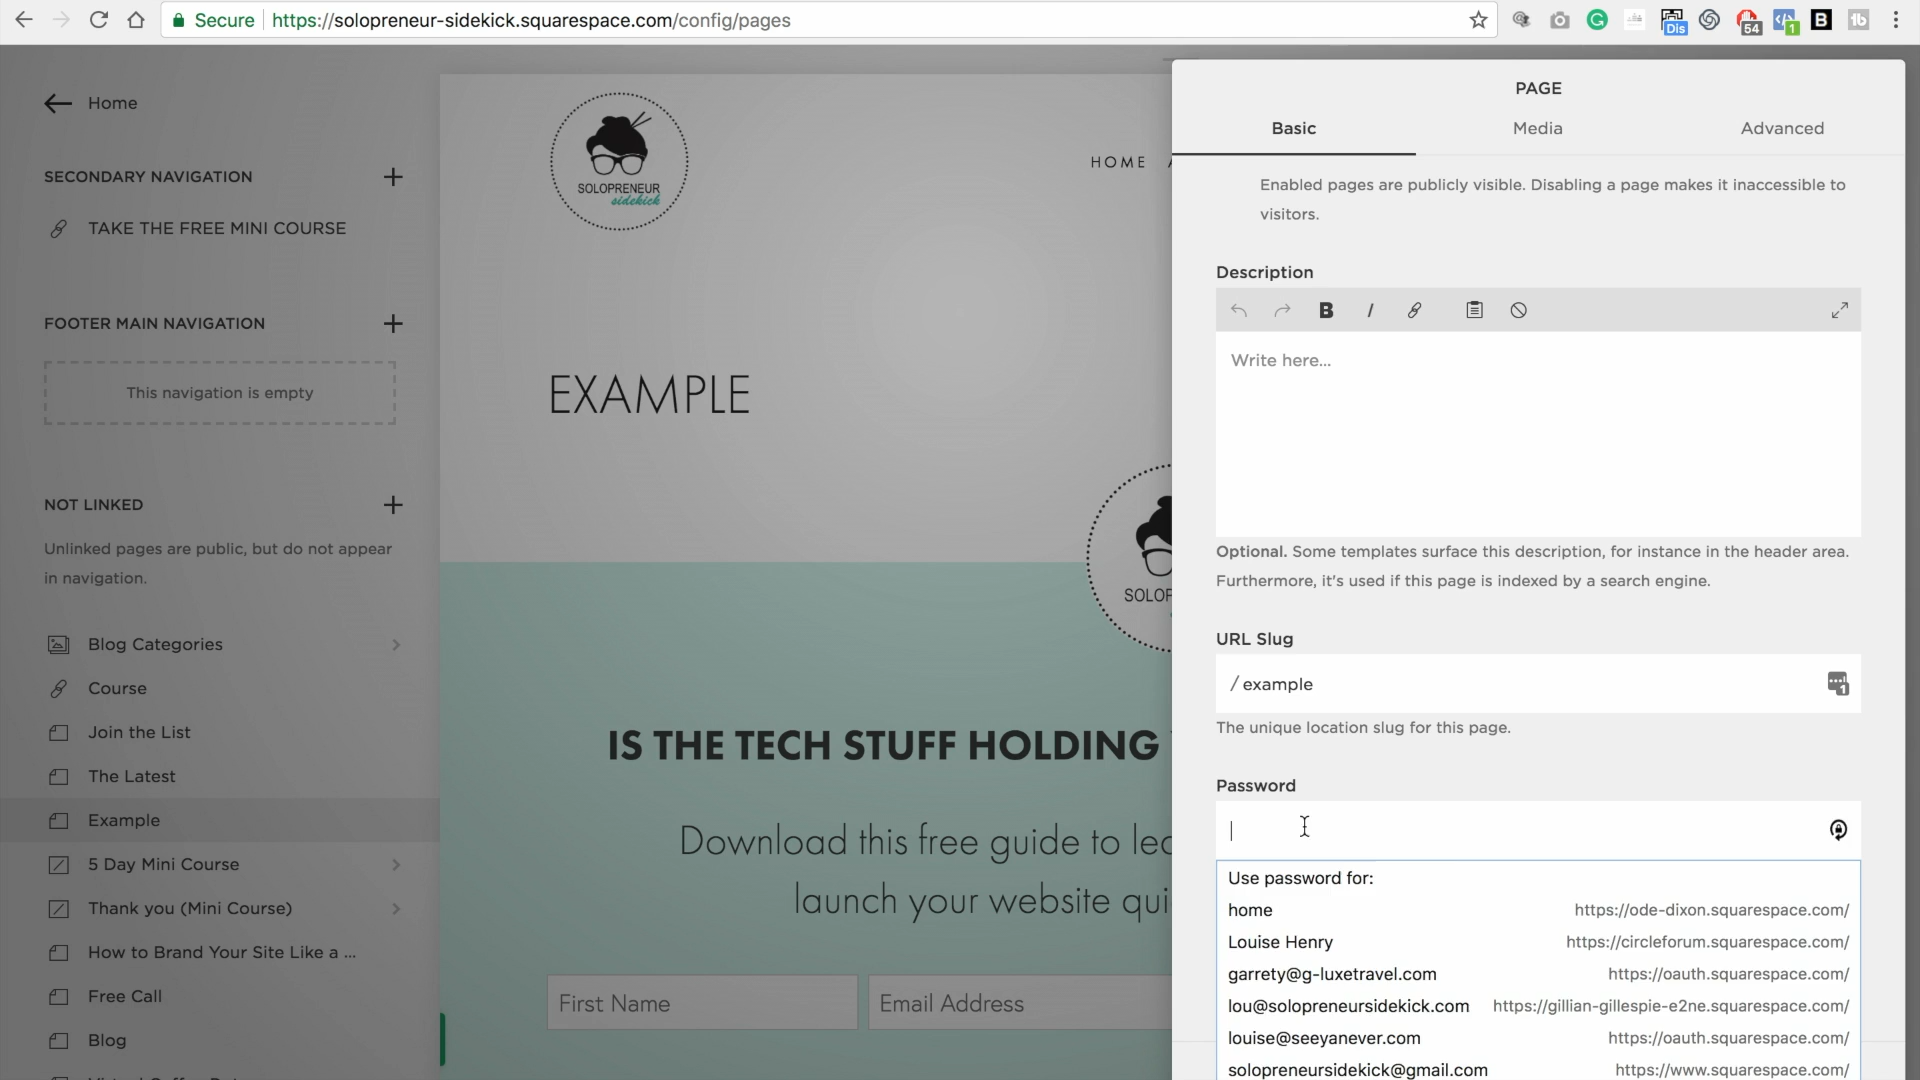 Secure https://solopreneur-sidekick.squarespace.com/config/pages
Dis
54
1
B
Home
SECONDARY NAVIGATION
TAKE THE FREE MINI COURSE
FOOTER MAIN NAVIGATION
This navigation is empty
NOT LINKED
Unlinked pages are public, but do not appear
in navigation.
Blog Categories
Course
Join the List
The Latest
Example
5 Day Mini Course
Thank you (Mini Course)
How to Brand Your Site Like a ...
Free Call
Blog
SOLOPRENEUR
sidekick
HOME
EXAMPLE
IS THE TECH STUFF HOLDING
Download this free guide to lea
launch your website qui
First Name
Email Address
PAGE
Basic
Media
Advanced
Enabled pages are publicly visible. Disabling a page makes it inaccessible to
visitors.
Description
B I
Write here...
Optional. Some templates surface this description, for instance in the header area.
Furthermore, it's used if this page is indexed by a search engine.
URL Slug
/ example
1
The unique location slug for this page.
Password
Use password for:
home https://ode-dixon.squarespace.com/
Louise Henry https://circleforum.squarespace.com/
garrety@g-luxetravel.com https://oauth.squarespace.com/
lou@solopreneursidekick.com https://gillian-gillespie-e2ne.squarespace.com/
louise@seeyanever.com https://oauth.squarespace.com/
solopreneursidekick@gmail.com https://www.squarespace.com/